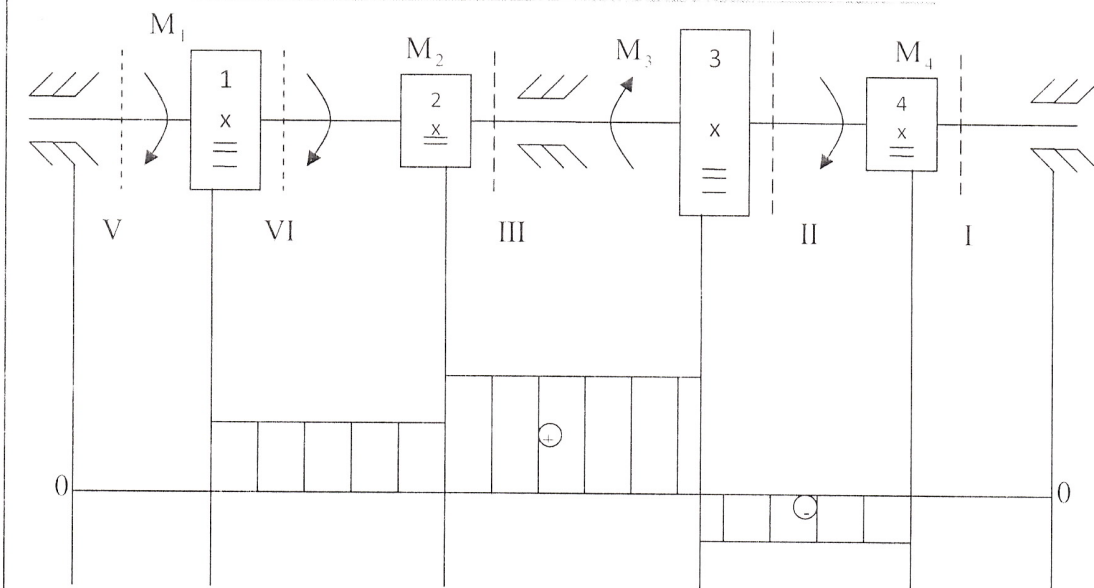 M₁ M₂ M₃ M₄
1 2 3 4
x x x x
V VI III II I
+
-
0 0